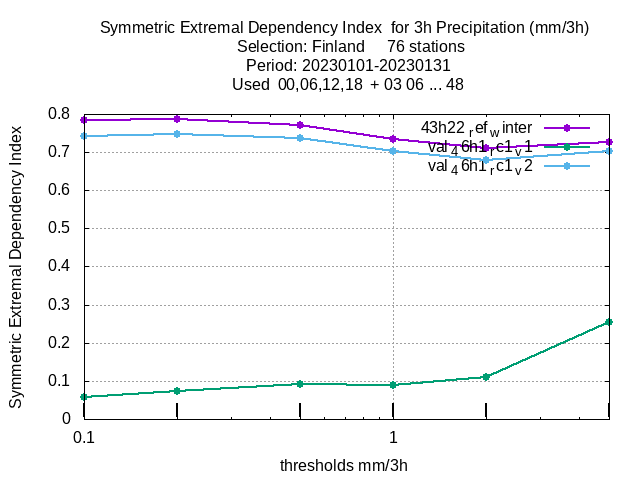 Symmetric Extremal Dependency Index  for 3h Precipitation (mm/3h)
Selection: Finland     76 stations
Period: 20230101-20230131
Used  00,06,12,18  + 03 06 ... 48
Symmetric Extremal Dependency Index
0.8
0.7
0.6
0.5
0.4
0.3
0.2
0.1
0
43h22_ref_winter
val_46h1_rc1_v1
val_46h1_rc1_v2
0.1
1
thresholds mm/3h